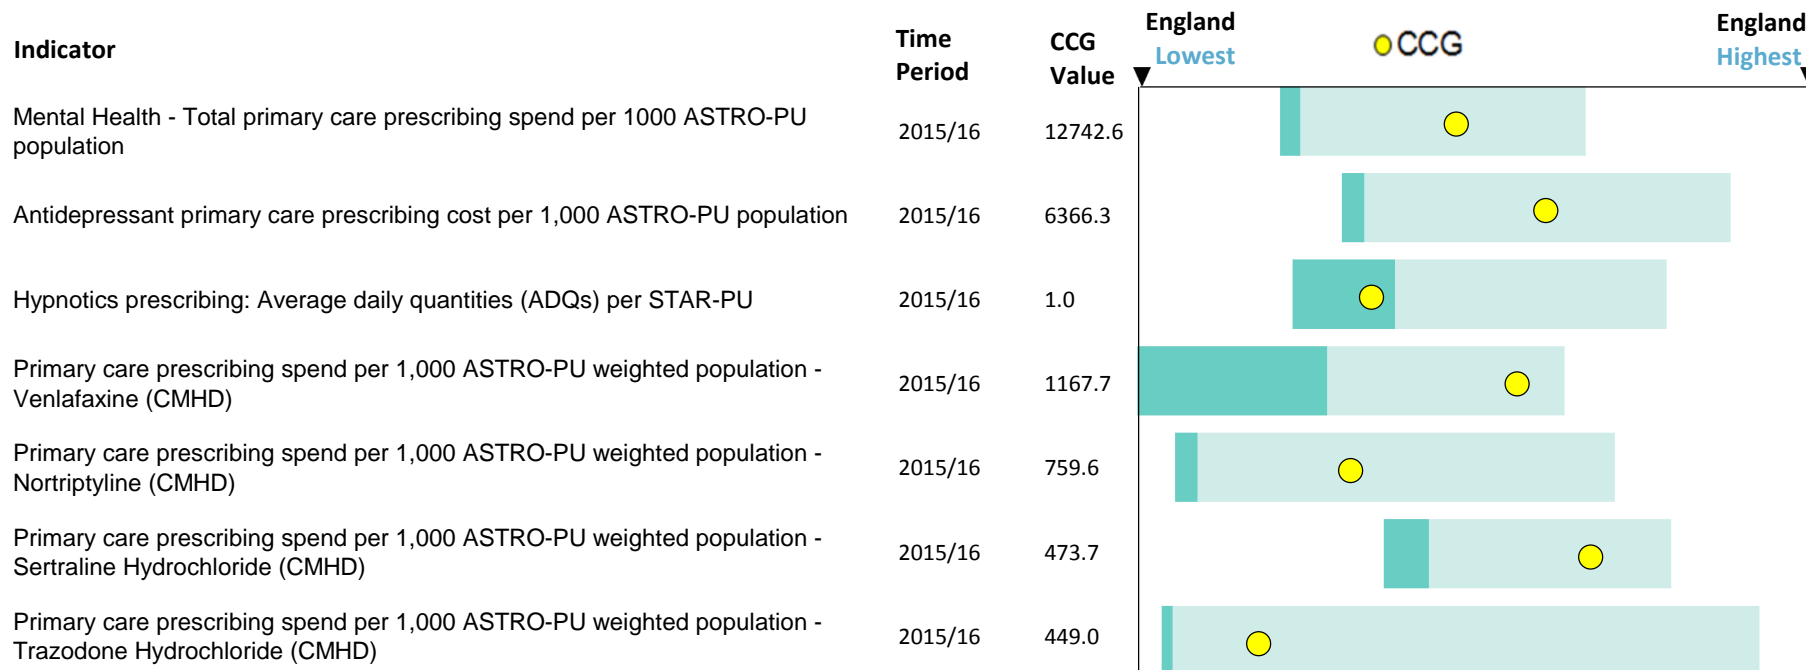 Indicator
Time
Period
CCG
Value
England
Lowest
CCG
England
Highest
Mental Health - Total primary care prescribing spend per 1000 ASTRO-PU
population
2015/16
12742.6
Antidepressant primary care prescribing cost per 1,000 ASTRO-PU population
2015/16
6366.3
Hypnotics prescribing: Average daily quantities (ADQs) per STAR-PU
2015/16
1.0
Primary care prescribing spend per 1,000 ASTRO-PU weighted population -
Venlafaxine (CMHD)
2015/16
1167.7
Primary care prescribing spend per 1,000 ASTRO-PU weighted population -
Nortriptyline (CMHD)
2015/16
759.6
Primary care prescribing spend per 1,000 ASTRO-PU weighted population -
Sertraline Hydrochloride (CMHD)
2015/16
473.7
Primary care prescribing spend per 1,000 ASTRO-PU weighted population -
Trazodone Hydrochloride (CMHD)
2015/16
449.0